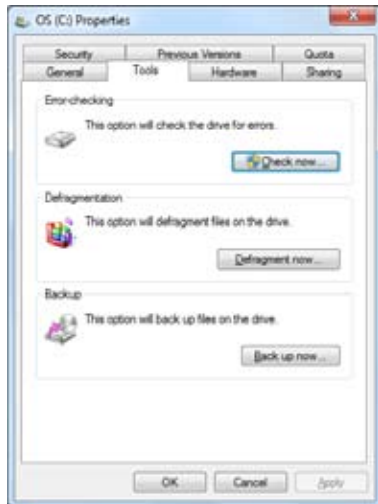 OS (C:) Properties
Security Previous Versions Quota
General Tools Hardware Sharing
Error-checking
This option will check the drive for errors.
Check now...
Defragmentation
This option will defragment files on the drive.
Defragment now...
Backup
This option will back up files on the drive.
Back up now...
OK Cancel Apply